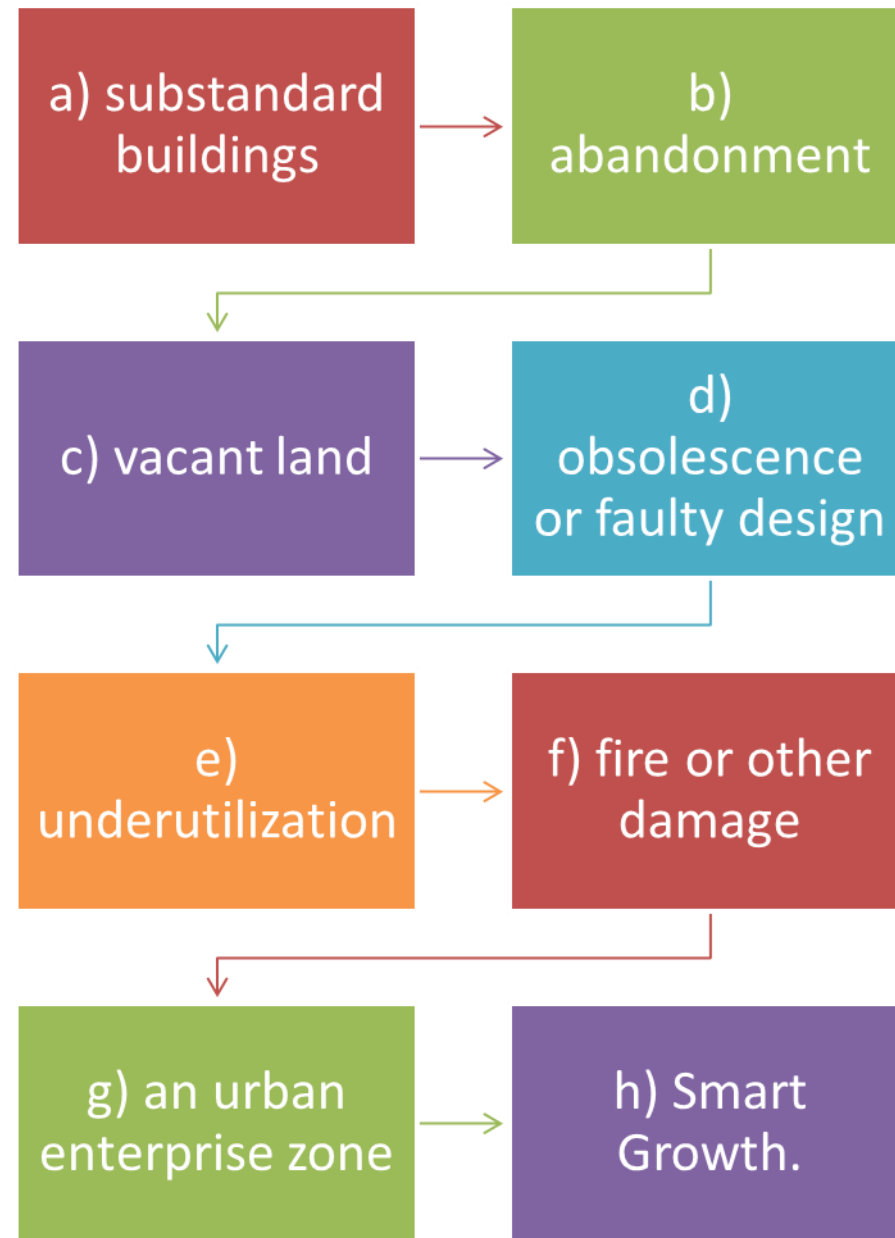 a) substandard
buildings
b)
abandonment
c) vacant land
d)
obsolescence
or faulty design
e)
underutilization
f) fire or other
damage
g) an urban
enterprise zone
h) Smart
Growth.